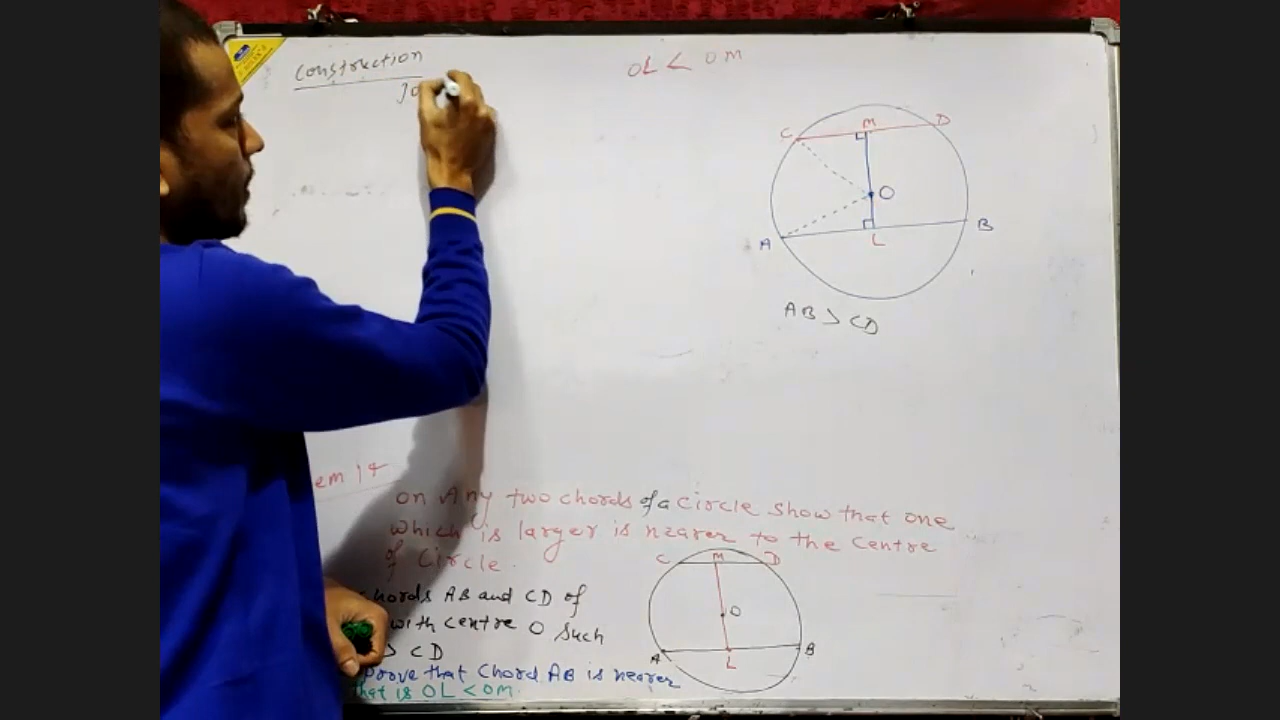 Construction
Jo
OL < OM
C M D
O
A L B
AB > CD
em 14
on Any two chords of a circle show that one
which is larger is nearer to the centre
of Circle.
C M D
chords AB and CD of
O
with centre O such
> CD
A L B
prove that Chord AB is nearer
that is OL < OM.